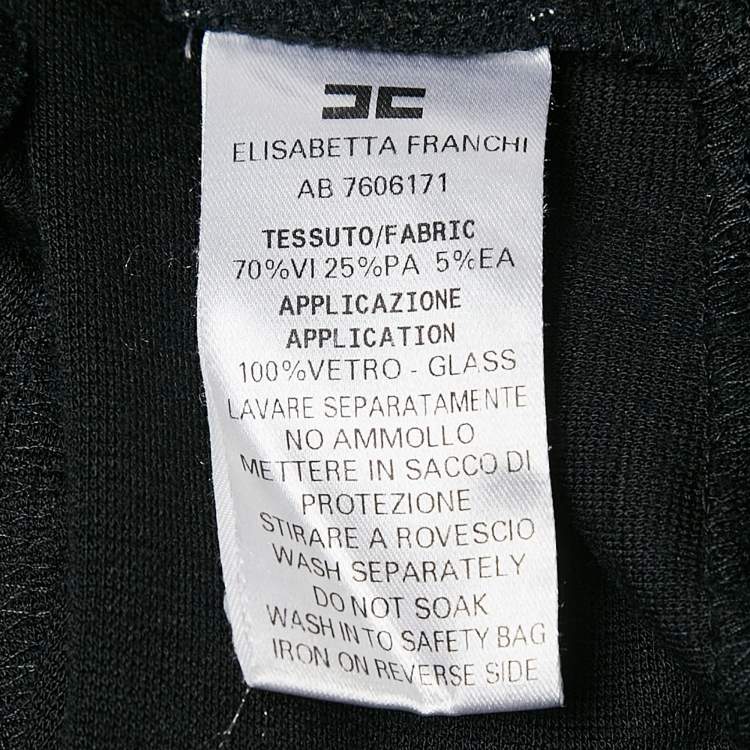 ELISABETTA FRANCHI
AB 7606171
TESSUTO/FABRIC
70%VI 25%PA 5%EA
APPLICAZIONE
APPLICATION
100%VETRO - GLASS
LAVARE SEPARATAMENTE
NO AMMOLLO
METTERE IN SACCO DI
PROTEZIONE
STIRARE A ROVESCIO
WASH SEPARATELY
DO NOT SOAK
WASH INTO SAFETY BAG
IRON ON REVERSE SIDE